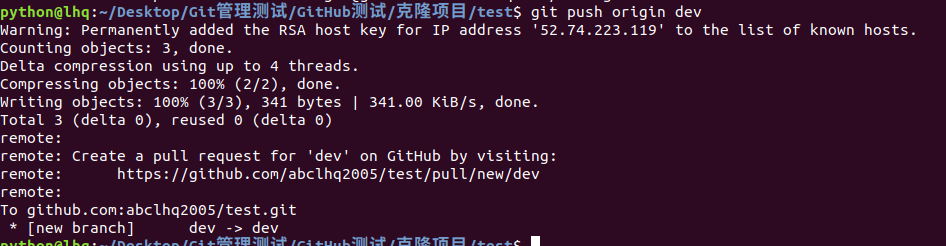 python@lhq:~/Desktop/Git管理测试/GitHub测试/克隆项目/test$ git push origin dev
Warning: Permanently added the RSA host key for IP address '52.74.223.119' to the list of known hosts.
Counting objects: 3, done.
Delta compression using up to 4 threads.
Compressing objects: 100% (2/2), done.
Writing objects: 100% (3/3), 341 bytes | 341.00 KiB/s, done.
Total 3 (delta 0), reused 0 (delta 0)
remote:
remote: Create a pull request for 'dev' on GitHub by visiting:
remote:      https://github.com/abclhq2005/test/pull/new/dev
remote:
To github.com:abclhq2005/test.git
 * [new branch]      dev -> dev
python@lhq:~/Desktop/Git管理测试/GitHub测试/克隆项目/test$